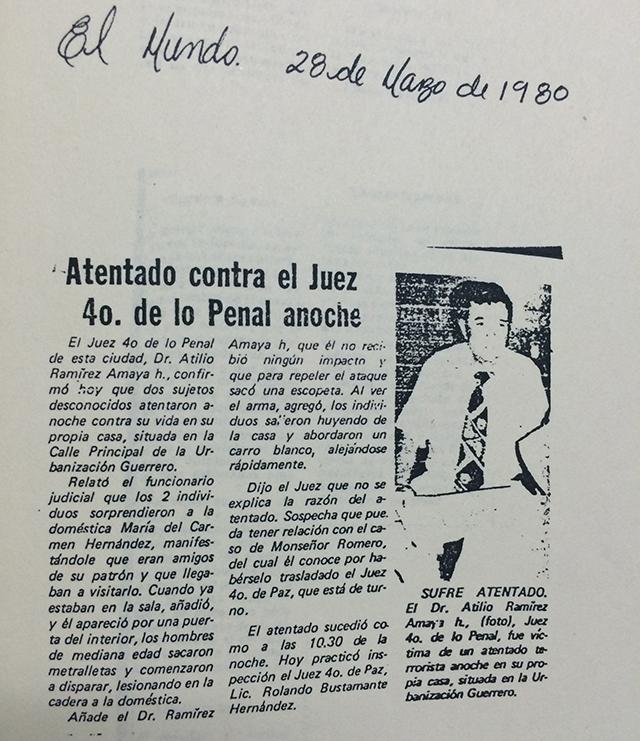 El Mundo. 28 de Marzo de 1980
Atentado contra el Juez
4o. de lo Penal anoche
El Juez 4o de lo Penal
de esta ciudad, Dr. Atilio
Ramírez Amaya h., confir-
mó hoy que dos sujetos
desconocidos atentaron a-
noche contra su vida en su
propia casa, situada en la
Calle Principal de la Ur-
banización Guerrero.
Relató el funcionario
judicial que los 2 indivi-
duos sorprendieron a la
doméstica María del Car-
men Hernández, manifes-
tándole que eran amigos
de su patrón y que llega-
ban a visitarlo. Cuando ya
estaban en la sala, añadió,
y él apareció por una puer-
ta del interior, los hombres
de mediana edad sacaron
metralletas y comenzaron
a disparar, lesionando en la
cadera a la doméstica.
Añade el Dr. Ramírez
Amaya h, que él no reci-
bió ningún impacto y
que para repeler el ataque
sacó una escopeta. Al ver
el arma, agregó, los indivi-
duos salieron huyendo de
la casa y abordaron un
carro blanco, alejándose
rápidamente.
Dijo el Juez que no se
explica la razón del a-
tentado. Sospecha que pue-
da tener relación con el ca-
so de Monseñor Romero,
del cual él conoce por ha-
bérselo trasladado el Juez
4o. de Paz, que está de tur-
no.
El atentado sucedió co-
mo a las 10.30 de la
noche. Hoy practicó ins-
pección el Juez 4o. de Paz,
Lic. Rolando Bustamante
Hernández.
SUFRE ATENTADO.
El Dr. Atilio Ramírez
Amaya h., (foto), Juez
4o. de lo Penal, fue víc-
tima de un atentado te-
rrorista anoche en su pro-
pia casa, situada en la Ur-
banización Guerrero.